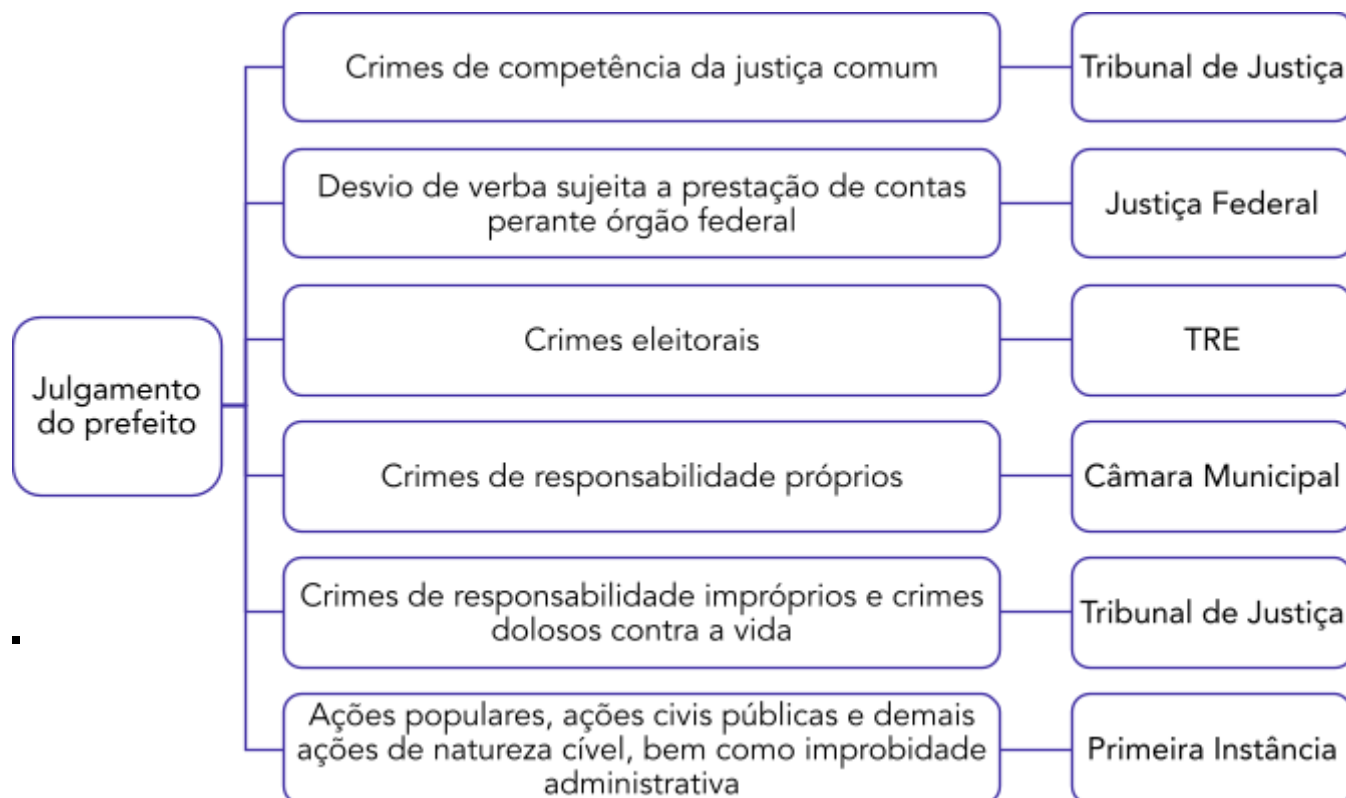 Julgamento
do prefeito
Crimes de competência da justiça comum
Tribunal de Justiça
Desvio de verba sujeita a prestação de contas
perante órgão federal
Justiça Federal
Crimes eleitorais
TRE
Crimes de responsabilidade próprios
Câmara Municipal
Crimes de responsabilidade impróprios e crimes
dolosos contra a vida
Tribunal de Justiça
Ações populares, ações civis públicas e demais
ações de natureza cível, bem como improbidade
administrativa
Primeira Instância